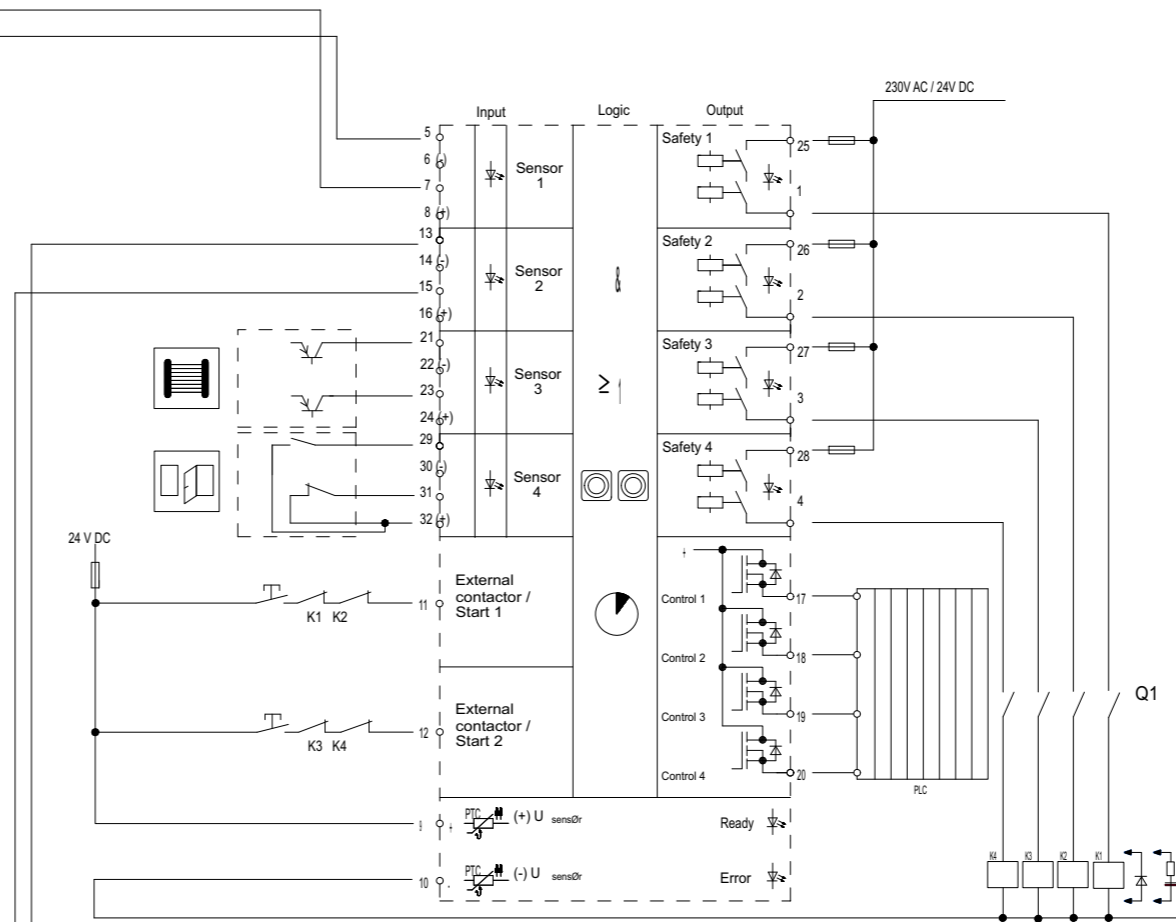 230V AC / 24V DC
Input Logic Output
5
6 (-)
7
8 (+)
Sensor
1
Safety 1
25
1
13
14 (-)
15
16 (+)
Sensor
2
&
Safety 2
26
2
21
22 (-)
23
24 (+)
Sensor
3
≥ 1
Safety 3
27
3
29
30 (-)
31
32 (+)
Sensor
4
Safety 4
28
4
24 V DC
11
K1 K2
External
contactor /
Start 1
12
K3 K4
External
contactor /
Start 2
Control 1
17
Control 2
18
Control 3
19
Control 4
20
PLC
Q1
9 +
PTC
(+) U sensØr
Ready
10 -
PTC
(-) U sensØr
Error
K4 K3 K2 K1